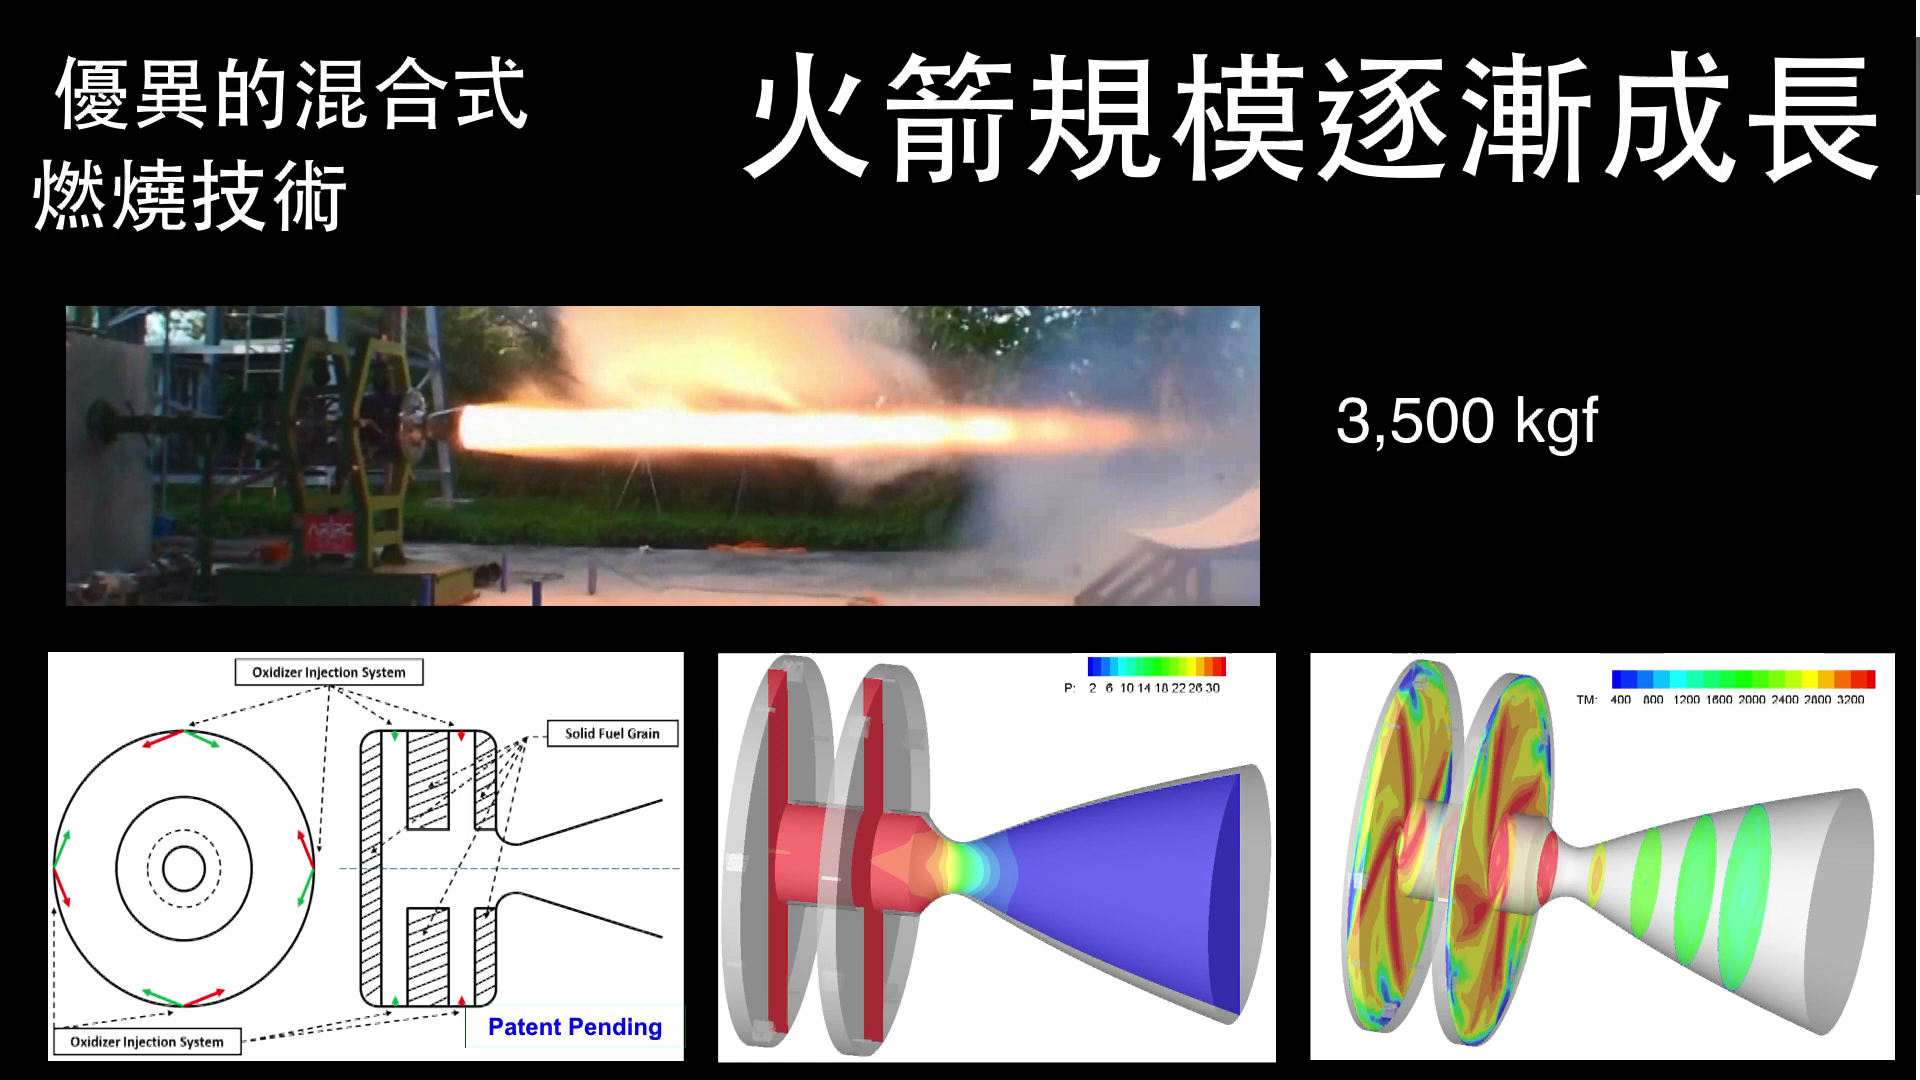 優異的混合式
燃燒技術
火箭規模逐漸成長
ARRC
3,500 kgf
Oxidizer Injection System
Solid Fuel Grain
Oxidizer Injection System
Patent Pending
P: 2 6 10 14 18 22 26 30
TM: 400 800 1200 1600 2000 2400 2800 3200